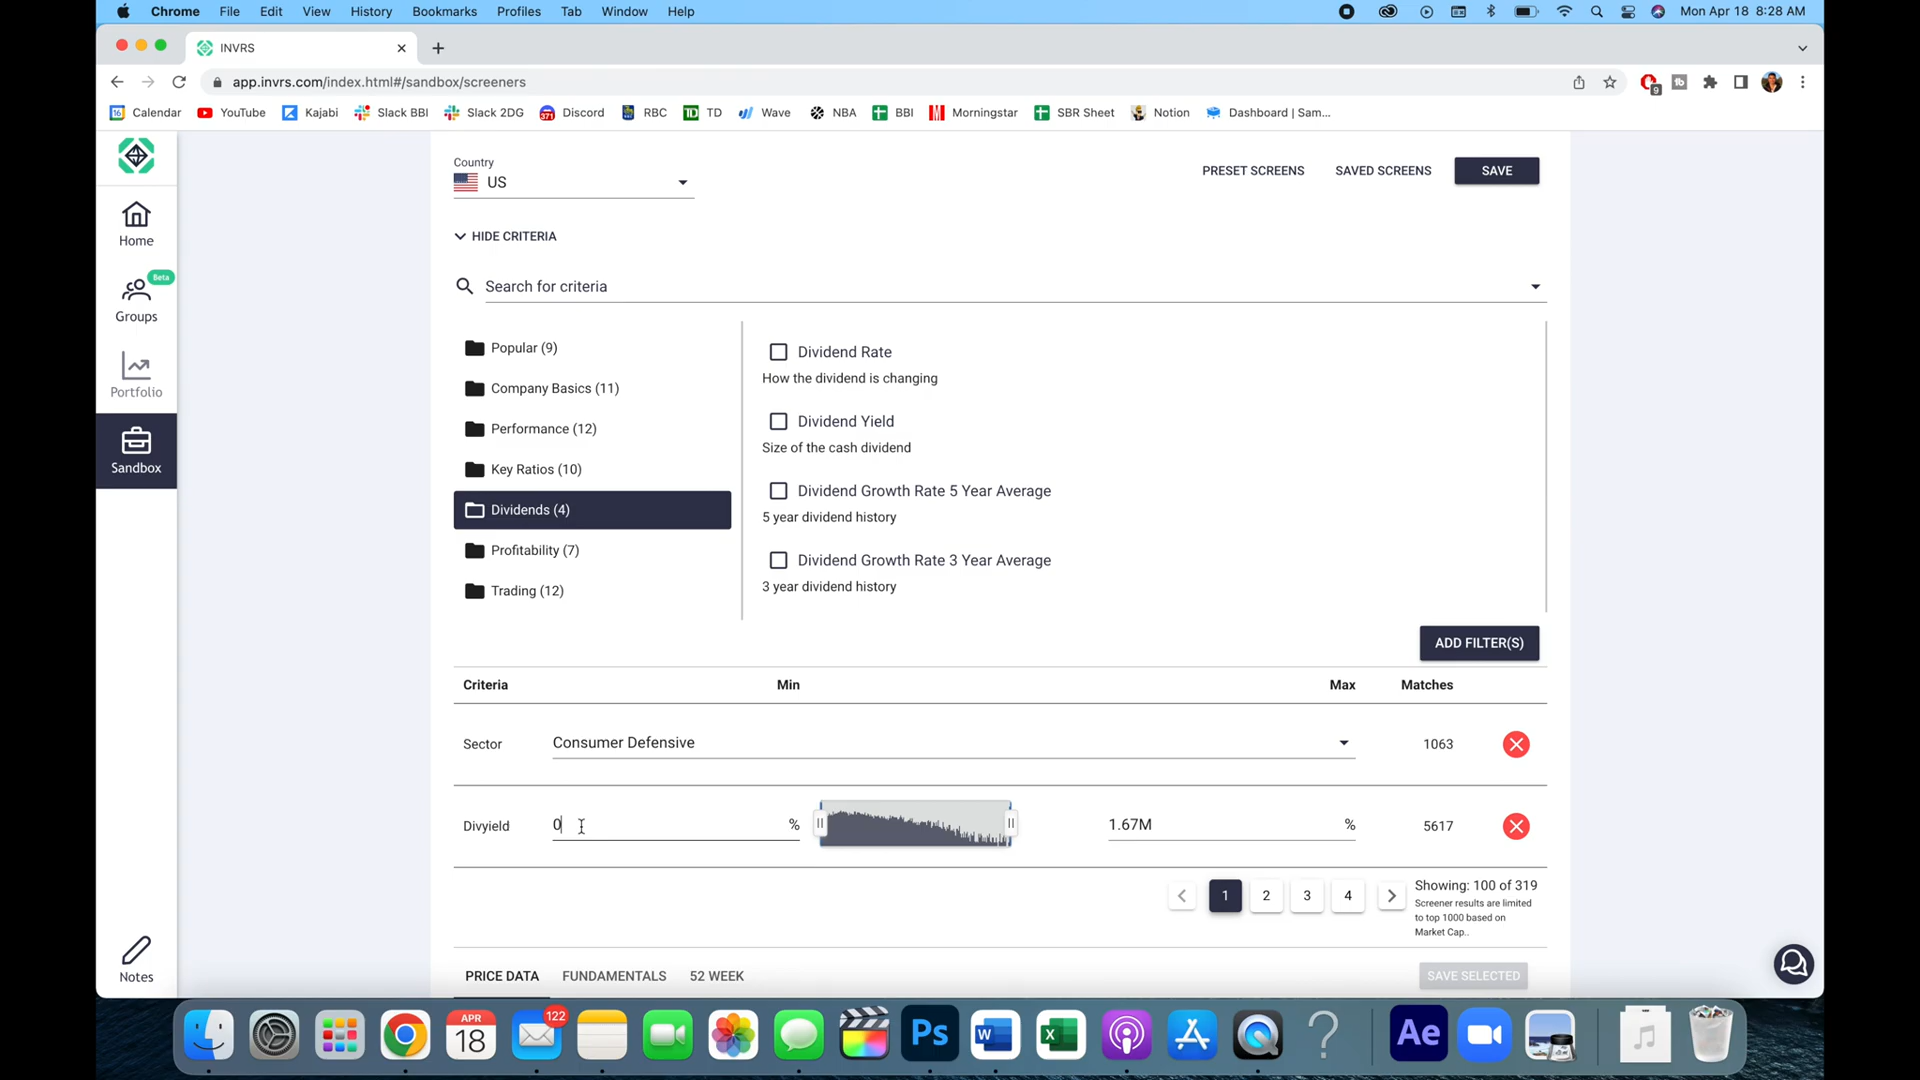 Chrome File Edit View History Bookmarks Profiles Tab Window Help Mon Apr 18 8:28 AM
INVRS
app.invrs.com/index.html#/sandbox/screeners
9
16 Calendar YouTube Kajabi Slack BBI Slack 2DG 371 Discord RBC TD TD Wave NBA BBI Morningstar SBR Sheet Notion Dashboard | Sam...
Home
Beta
Groups
Portfolio
Sandbox
Notes
Country
US
PRESET SCREENS SAVED SCREENS SAVE
HIDE CRITERIA
Search for criteria
Popular (9)
Company Basics (11)
Performance (12)
Key Ratios (10)
Dividends (4)
Profitability (7)
Trading (12)
Dividend Rate
How the dividend is changing
Dividend Yield
Size of the cash dividend
Dividend Growth Rate 5 Year Average
5 year dividend history
Dividend Growth Rate 3 Year Average
3 year dividend history
ADD FILTER(S)
Criteria Min Max Matches
Sector Consumer Defensive 1063
Divyield 0 % 1.67M % 5617
1 2 3 4
Showing: 100 of 319
Screener results are limited
to top 1000 based on
Market Cap..
PRICE DATA FUNDAMENTALS 52 WEEK SAVE SELECTED
APR
18
122
Ps
W
X
?
Ae